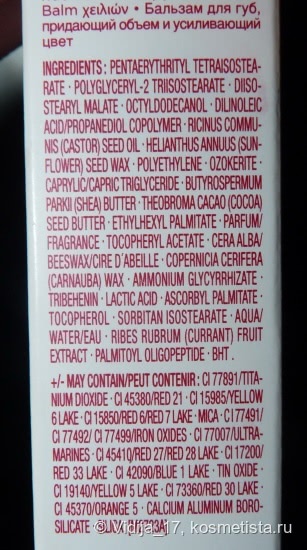 Balm χειλιών • Бальзам для губ,
придающий объем и усиливающий
цвет
INGREDIENTS : PENTAERYTHRITYL TETRAISOSTEA-
RATE · POLYGLYCERYL-2 TRIISOSTEARATE · DIISO-
STEARYL MALATE · OCTYLDODECANOL · DILINOLEIC
ACID/PROPANEDIOL COPOLYMER · RICINUS COMMU-
NIS (CASTOR) SEED OIL · HELIANTHUS ANNUUS (SUN-
FLOWER) SEED WAX · POLYETHYLENE · OZOKERITE ·
CAPRYLIC/CAPRIC TRIGLYCERIDE · BUTYROSPERMUM
PARKII (SHEA) BUTTER · THEOBROMA CACAO (COCOA)
SEED BUTTER · ETHYLHEXYL PALMITATE · PARFUM/
FRAGRANCE · TOCOPHERYL ACETATE · CERA ALBA/
BEESWAX/CIRE D'ABEILLE · COPERNICIA CERIFERA
(CARNAUBA) WAX · AMMONIUM GLYCYRRHIZATE ·
TRIBEHENIN · LACTIC ACID · ASCORBYL PALMITATE ·
TOCOPHEROL · SORBITAN ISOSTEARATE · AQUA/
WATER/EAU · RIBES RUBRUM (CURRANT) FRUIT
EXTRACT · PALMITOYL OLIGOPEPTIDE · BHT .
+/- MAY CONTAIN/PEUT CONTENIR : CI 77891/TITA-
NIUM DIOXIDE · CI 45380/RED 21 · CI 15985/YELLOW
6 LAKE · CI 15850/RED 6/RED 7 LAKE · MICA · CI 77491/
CI 77492/ CI 77499/IRON OXIDES · CI 77007/ULTRA-
MARINES · CI 45410/RED 27/RED 28 LAKE · CI 17200/
RED 33 LAKE · CI 42090/BLUE 1 LAKE · TIN OXIDE ·
CI 19140/YELLOW 5 LAKE · CI 73360/RED 30 LAKE ·
CI 45370/ORANGE 5 · CALCIUM ALUMINUM BORO-
SILICATE · SILICA
© Vidija_17, kosmetista.ru